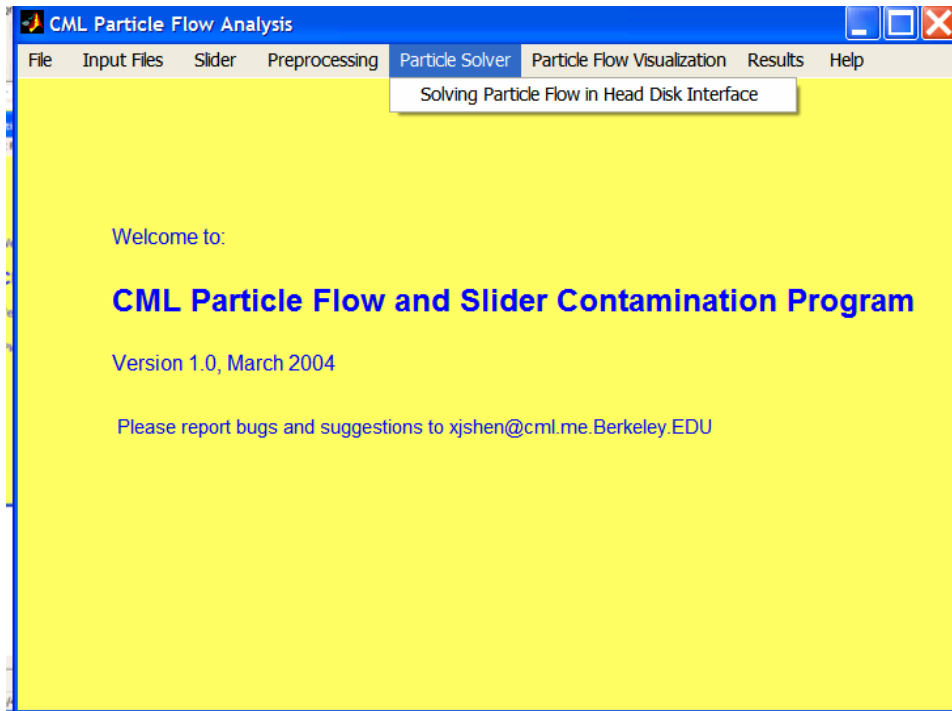 CML Particle Flow Analysis
File Input Files Slider Preprocessing Particle Solver Particle Flow Visualization Results Help
Solving Particle Flow in Head Disk Interface
Welcome to:
CML Particle Flow and Slider Contamination Program
Version 1.0, March 2004
Please report bugs and suggestions to xjshen@cml.me.Berkeley.EDU